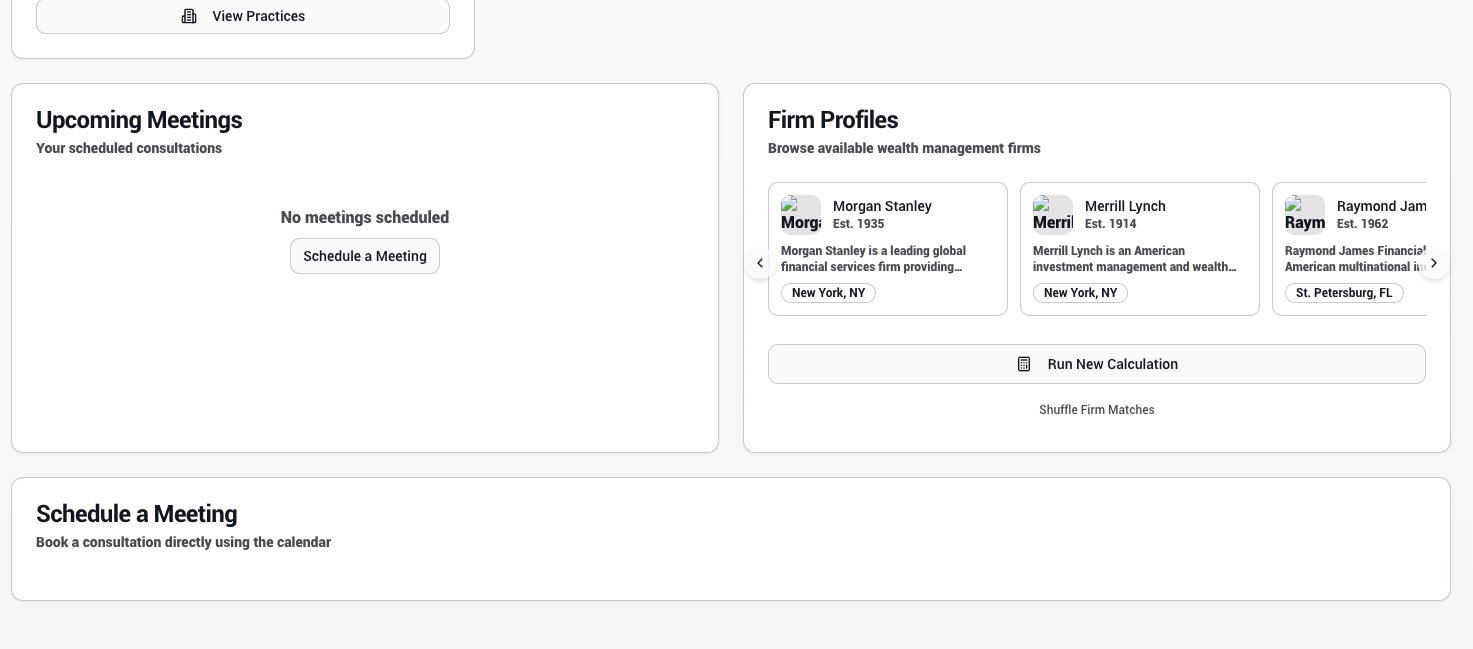 View Practices
Upcoming Meetings
Your scheduled consultations
No meetings scheduled
Schedule a Meeting
Firm Profiles
Browse available wealth management firms
Morga
Morgan Stanley
Est. 1935
Morgan Stanley is a leading global
financial services firm providing…
New York, NY
Merril
Merrill Lynch
Est. 1914
Merrill Lynch is an American
investment management and wealth…
New York, NY
Raym
Raymond Jam
Est. 1962
Raymond James Financial
American multinational in
St. Petersburg, FL
Run New Calculation
Shuffle Firm Matches
Schedule a Meeting
Book a consultation directly using the calendar